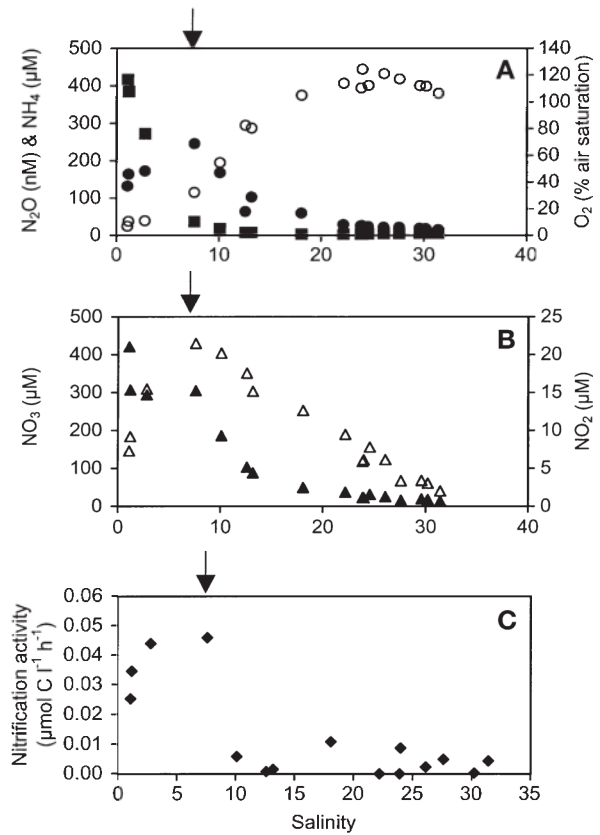 A
N₂O (nM) & NH₄ (µM)
500
400
300
200
100
0
140
120
100
80
60
40
20
0
O₂ (% air saturation)
0 10 20 30 40
B
NO₃ (µM)
500
400
300
200
100
0
25
20
15
10
5
0
NO₂ (µM)
0 10 20 30 40
C
Nitrification activity
(µmol C l⁻¹ h⁻¹)
0.06
0.05
0.04
0.03
0.02
0.01
0.00
0 5 10 15 20 25 30 35
Salinity